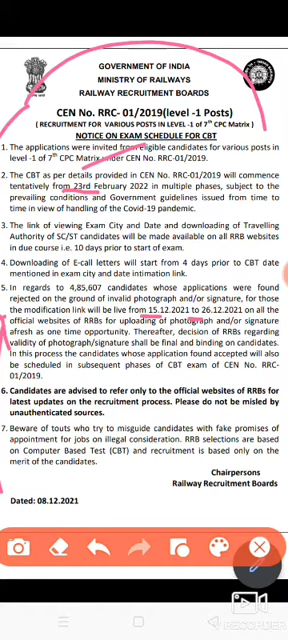 GOVERNMENT OF INDIA
MINISTRY OF RAILWAYS
RAILWAY RECRUITMENT BOARDS
CEN No. RRC- 01/2019(level -1 Posts)
( RECRUITMENT FOR VARIOUS POSTS IN LEVEL -1 OF 7th CPC Matrix )
NOTICE ON EXAM SCHEDULE FOR CBT
1. The applications were invited from eligible candidates for various posts in
level -1 of 7th CPC Matrix under CEN No. RRC-01/2019.
2. The CBT as per details provided in CEN No. RRC-01/2019 will commence
tentatively from 23rd February 2022 in multiple phases, subject to the
prevailing conditions and Government guidelines issued from time to
time in view of handling of the Covid-19 pandemic.
3. The link of viewing Exam City and Date and downloading of Travelling
Authority of SC/ST candidates will be made available on all RRB websites
in due course i.e. 10 days prior to start of exam.
4. Downloading of E-call letters will start from 4 days prior to CBT date
mentioned in exam city and date intimation link.
5. In regards to 4,85,607 candidates whose applications were found
rejected on the ground of invalid photograph and/or signature, for those
the modification link will be live from 15.12.2021 to 26.12.2021 on all the
official websites of RRBs for uploading of photograph and/or signature
afresh as one time opportunity. Thereafter, decision of RRBs regarding
validity of photograph/signature shall be final and binding on candidates.
In this process the candidates whose application found accepted will also
be scheduled in subsequent phases of CBT exam of CEN No. RRC-
01/2019.
6. Candidates are advised to refer only to the official websites of RRBs for
latest updates on the recruitment process. Please do not be misled by
unauthenticated sources.
7. Beware of touts who try to misguide candidates with fake promises of
appointment for jobs on illegal consideration. RRB selections are based
on Computer Based Test (CBT) and recruitment is based only on the
merit of the candidates.
Chairpersons
Railway Recruitment Boards
Dated: 08.12.2021